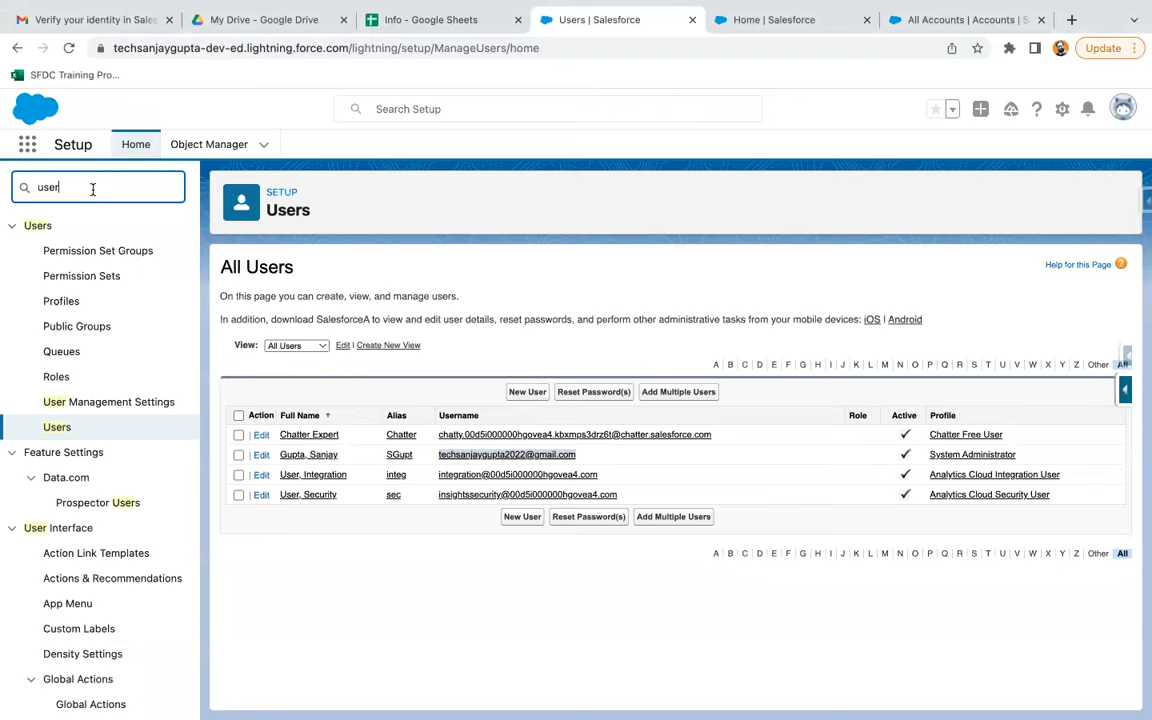 Verify your identity in Sales
My Drive - Google Drive
Info - Google Sheets
Users | Salesforce
Home | Salesforce
All Accounts | Accounts | S
techsanjaygupta-dev-ed.lightning.force.com/lightning/setup/ManageUsers/home
Update
SFDC Training Pro...
Search Setup
Setup
Home
Object Manager
user
Users
Permission Set Groups
Permission Sets
Profiles
Public Groups
Queues
Roles
User Management Settings
Users
Feature Settings
Data.com
Prospector Users
User Interface
Action Link Templates
Actions & Recommendations
App Menu
Custom Labels
Density Settings
Global Actions
Global Actions
SETUP
Users
All Users
Help for this Page ?
On this page you can create, view, and manage users.
In addition, download SalesforceA to view and edit user details, reset passwords, and perform other administrative tasks from your mobile devices: iOS | Android
View: All Users Edit | Create New View
A | B | C | D | E | F | G | H | I | J | K | L | M | N | O | P | Q | R | S | T | U | V | W | X | Y | Z | Other | All
New User Reset Password(s) Add Multiple Users
Action Full Name ↑ Alias Username Role Active Profile
| Edit Chatter Expert Chatter chatty.00d5i000000hgovea4.kbxmps3drz6t@chatter.salesforce.com ✓ Chatter Free User
| Edit Gupta, Sanjay SGupt techsanjaygupta2022@gmail.com ✓ System Administrator
| Edit User, Integration integ integration@00d5i000000hgovea4.com ✓ Analytics Cloud Integration User
| Edit User, Security sec insightssecurity@00d5i000000hgovea4.com ✓ Analytics Cloud Security User
New User Reset Password(s) Add Multiple Users
A | B | C | D | E | F | G | H | I | J | K | L | M | N | O | P | Q | R | S | T | U | V | W | X | Y | Z | Other | All